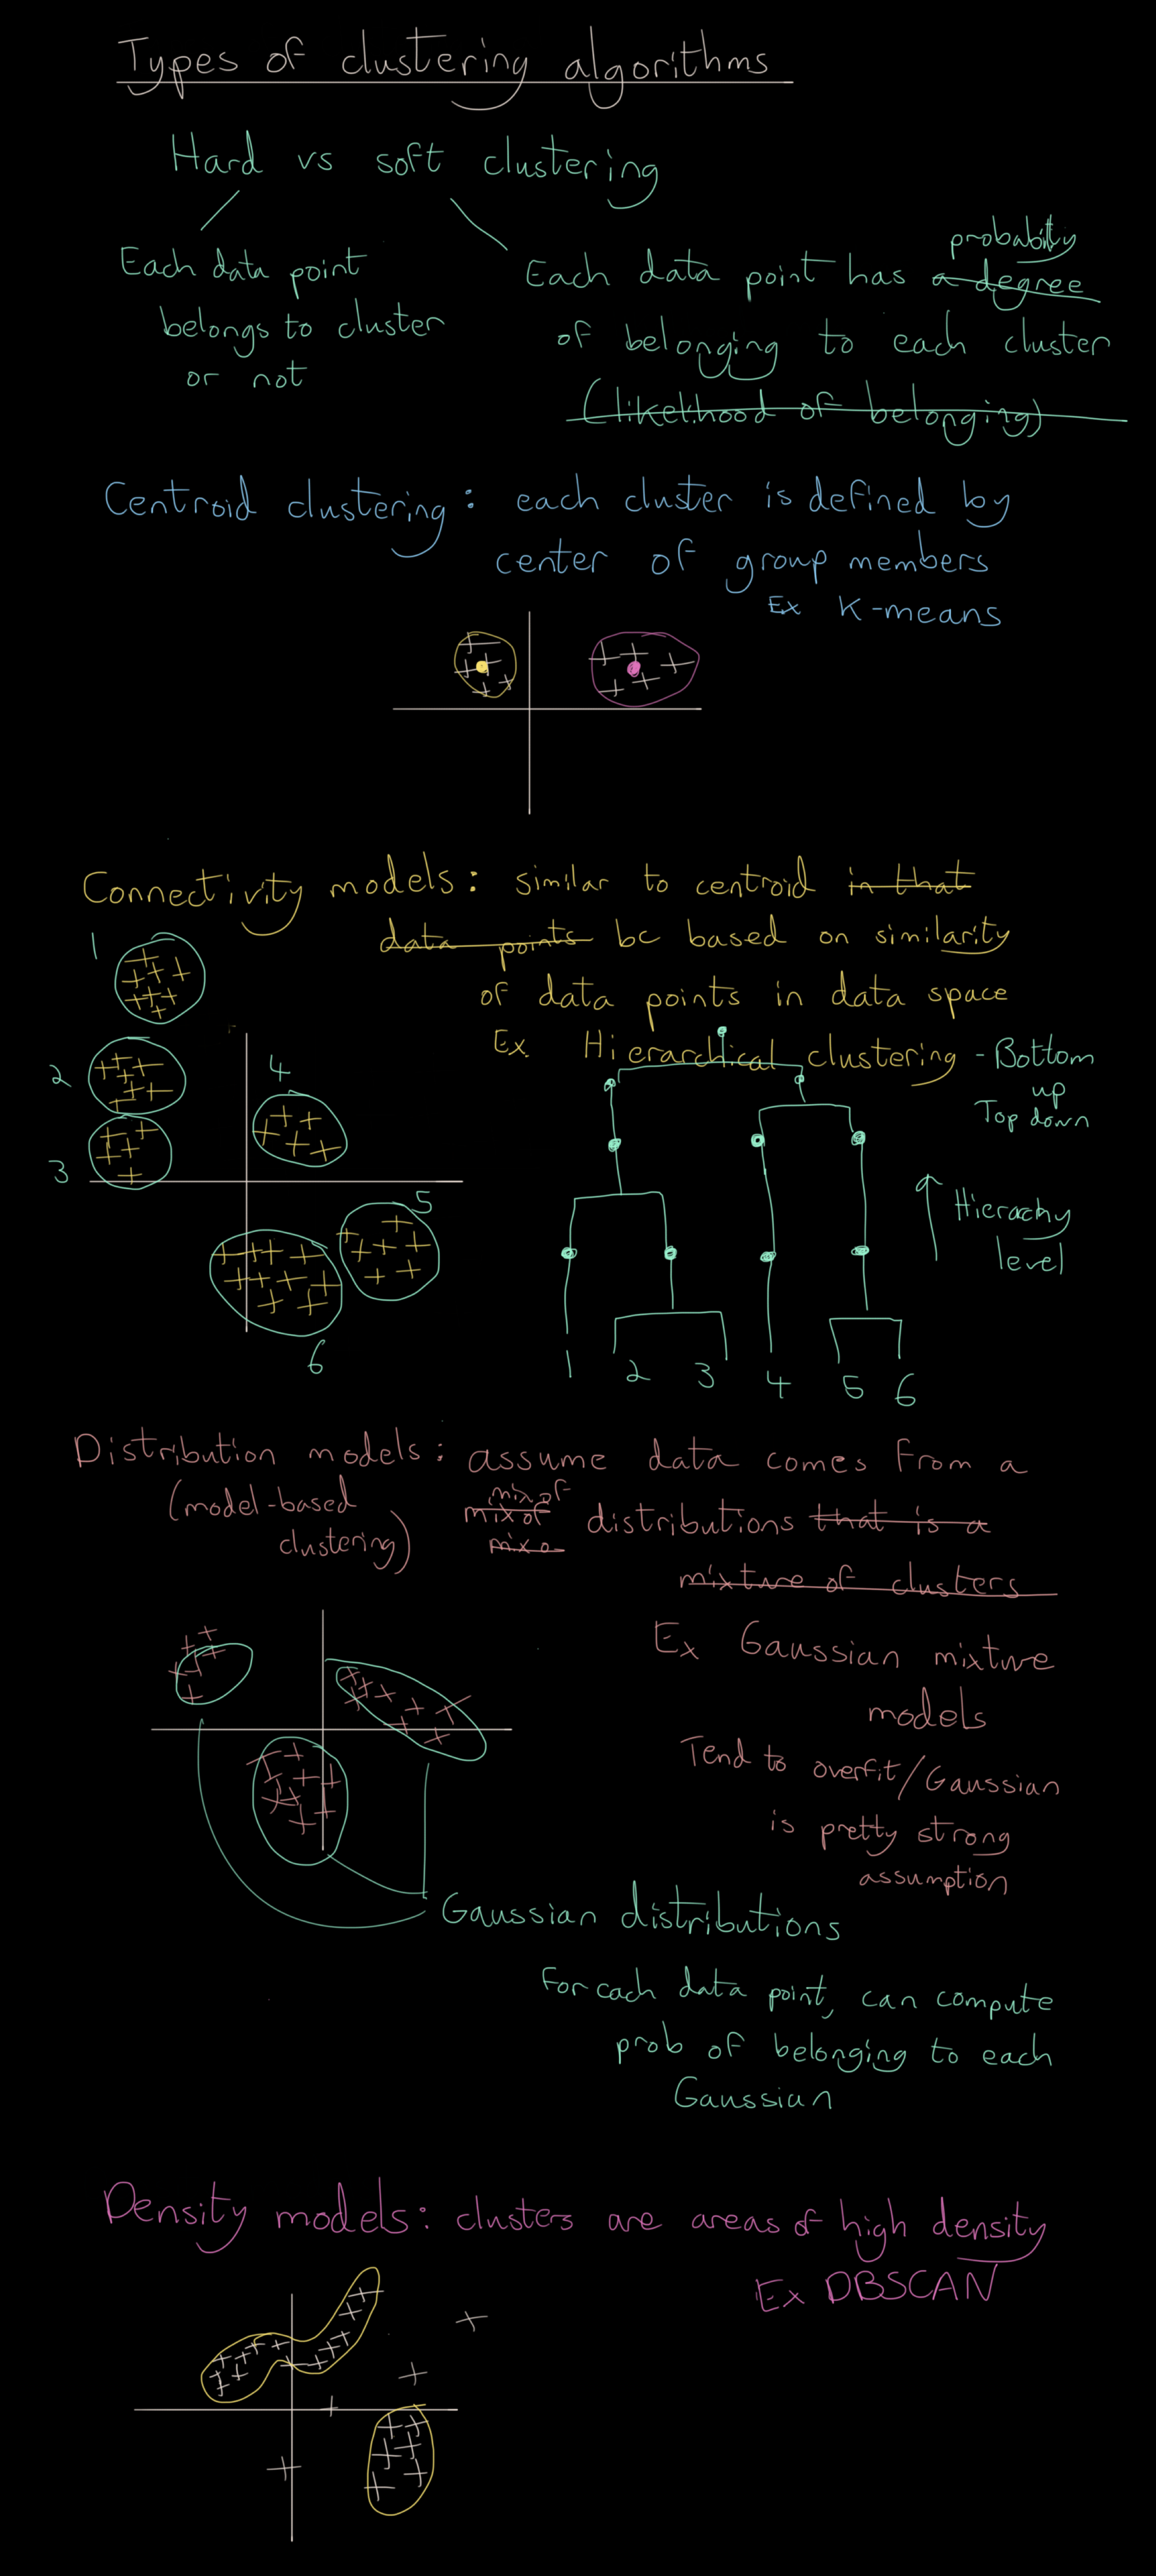 Types of clustering algorithms
Hard vs soft clustering
Each data point
belongs to cluster
or not
probability
Each data point has a degree
of belonging to each cluster
(likelihood of belonging)
Centroid clustering: each cluster is defined by
center of group members
Ex K-means
Connectivity models: similar to centroid in that
data points bc based on similarity
of data points in data space
Ex Hierarchical clustering - Bottom
up
Top down
1
2
3
4
5
6
Hierachy
level
1 2 3 4 5 6
Distribution models: assume data comes from a
(model-based
clustering)
mix of
mix of distributions that is a
mix o
mixture of clusters
Ex Gaussian mixture
models
Tend to overfit/Gaussian
is pretty strong
assumption
Gaussian distributions
For each data point, can compute
prob of belonging to each
Gaussian
Density models: clusters are areas of high density
Ex DBSCAN